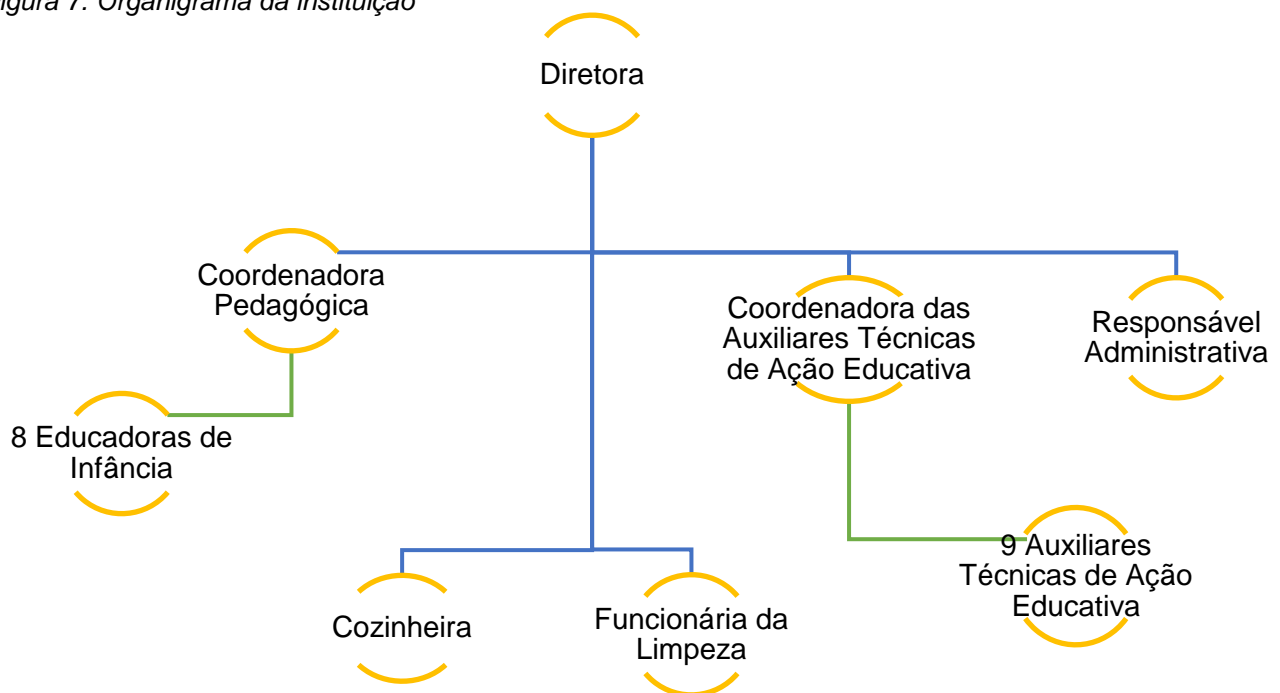 Figura 7. Organigrama da instituição
Diretora
Coordenadora
Pedagógica
Coordenadora das
Auxiliares Técnicas
de Ação Educativa
Responsável
Administrativa
8 Educadoras de
Infância
9 Auxiliares
Técnicas de Ação
Educativa
Cozinheira
Funcionária da
Limpeza